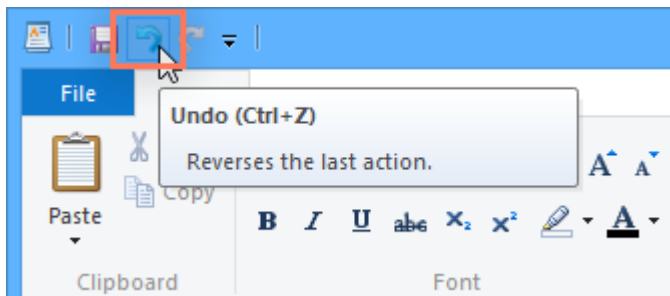 File
Undo (Ctrl+Z)
Reverses the last action.
Copy
Paste
B I U abc X₂ X² A
A A
Clipboard
Font